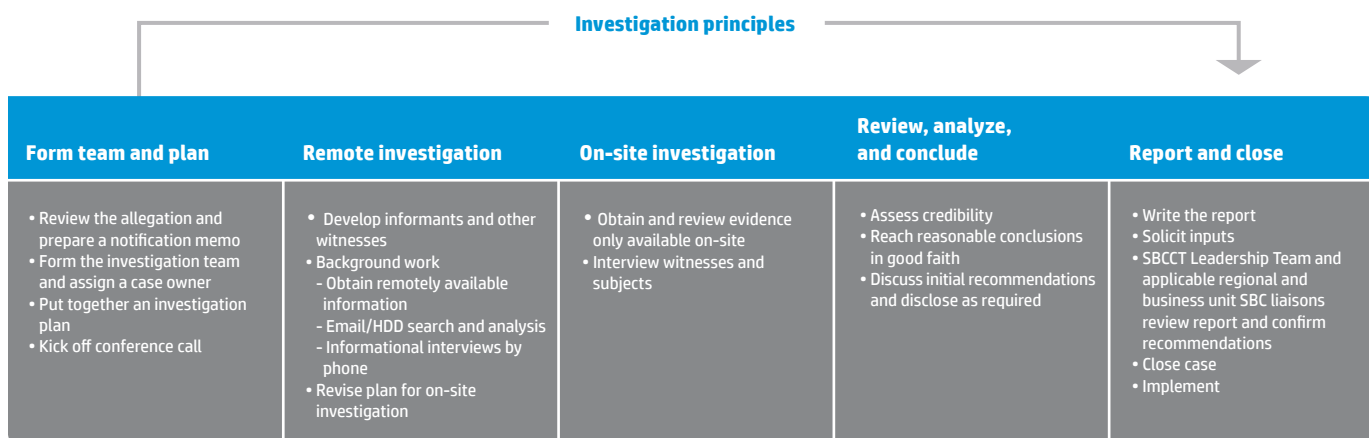 Investigation principles
Form team and plan
• Review the allegation and
prepare a notification memo
• Form the investigation team
and assign a case owner
• Put together an investigation
plan
• Kick off conference call
Remote investigation
• Develop informants and other
witnesses
• Background work
- Obtain remotely available
information
- Email/HDD search and analysis
- Informational interviews by
phone
• Revise plan for on-site
investigation
On-site investigation
• Obtain and review evidence
only available on-site
• Interview witnesses and
subjects
Review, analyze,
and conclude
• Assess credibility
• Reach reasonable conclusions
in good faith
• Discuss initial recommendations
and disclose as required
Report and close
• Write the report
• Solicit inputs
• SBCCT Leadership Team and
applicable regional and
business unit SBC liaisons
review report and confirm
recommendations
• Close case
• Implement